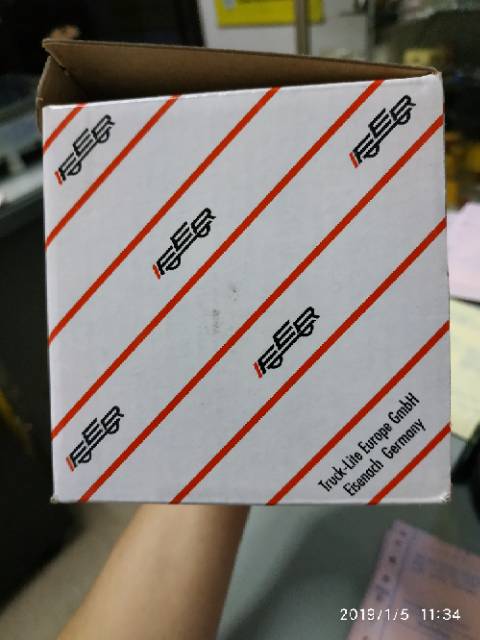 FER
FER
FER
FER
FER
Truck-Lite Europe GmbH
Eisenach Germany
2019/1/5 11:34